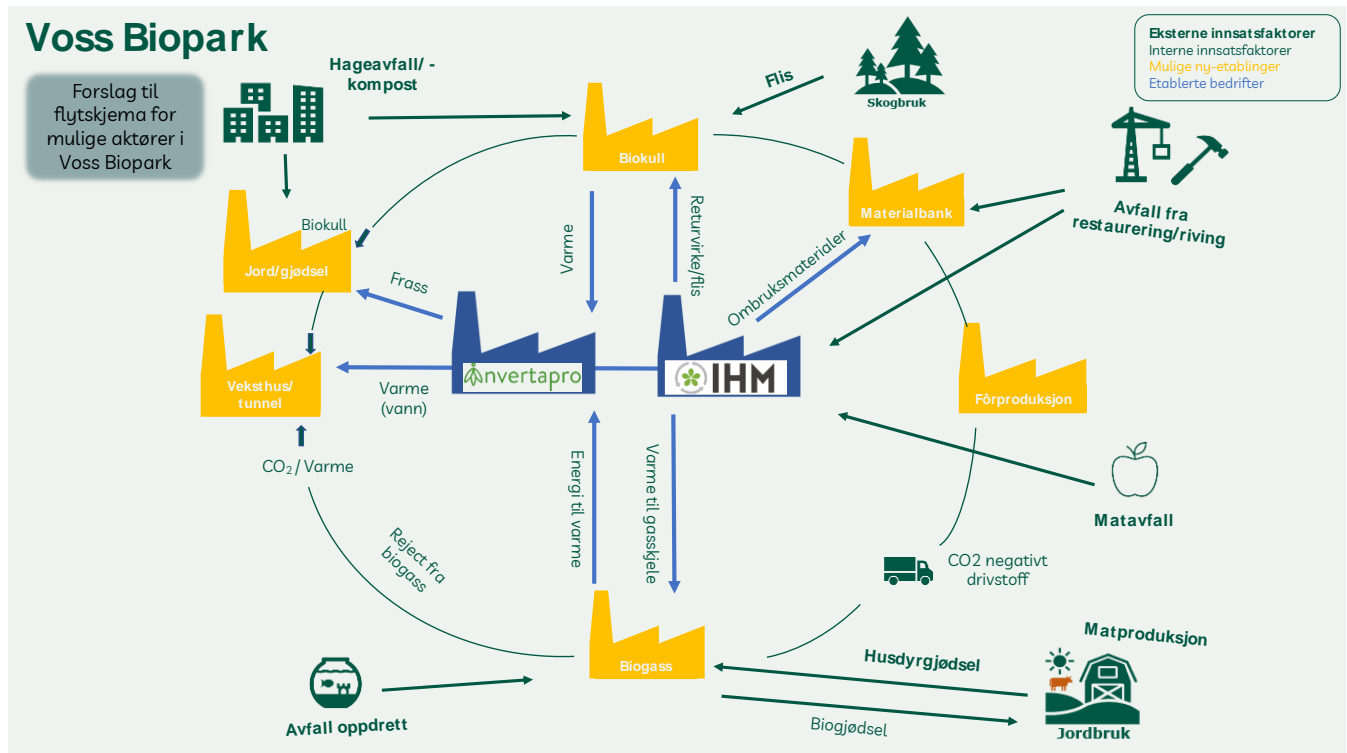 Voss Biopark
Forslag til
flytskjema for
mulige aktører i
Voss Biopark
Hageavfall/ -
kompost
Flis
Skogbruk
Eksterne innsatsfaktorer
Interne innsatsfaktorer
Mulige ny-etablinger
Etablerte bedrifter
Biokull
Materialbank
Avfall fra
restaurering/riving
Biokull
Jord/gjødsel
Varme
Returvirke/flis
Ombruksmaterialer
Frass
invertapro
IHM
Veksthus/
tunnel
Varme
(vann)
Fôrproduksjon
CO₂ / Varme
Energi til varme
Varme til gasskjele
Matavfall
Reject fra
biogass
CO2 negativt
drivstoff
Biogass
Matproduksjon
Husdyrgjødsel
Biogjødsel
Jordbruk
Avfall oppdrett